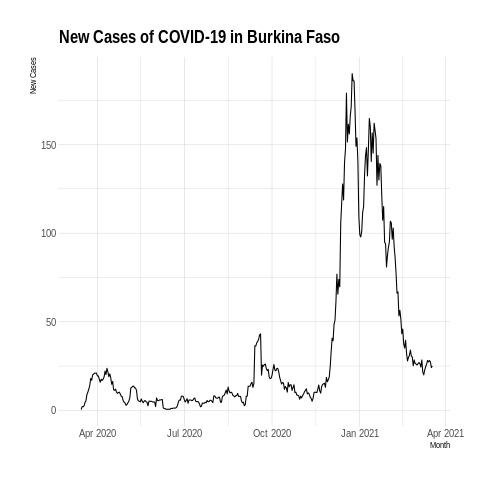 New Cases of COVID-19 in Burkina Faso
New Cases
150
100
50
0
Apr 2020 Jul 2020 Oct 2020 Jan 2021 Apr 2021
Month